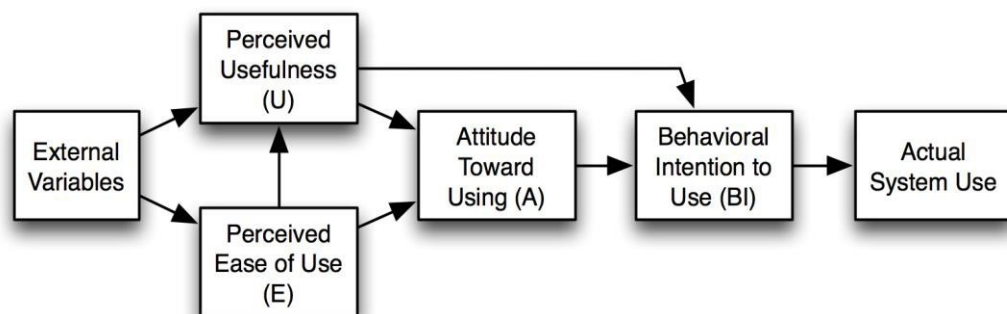 External
Variables
Perceived
Usefulness
(U)
Perceived
Ease of Use
(E)
Attitude
Toward
Using (A)
Behavioral
Intention to
Use (BI)
Actual
System Use